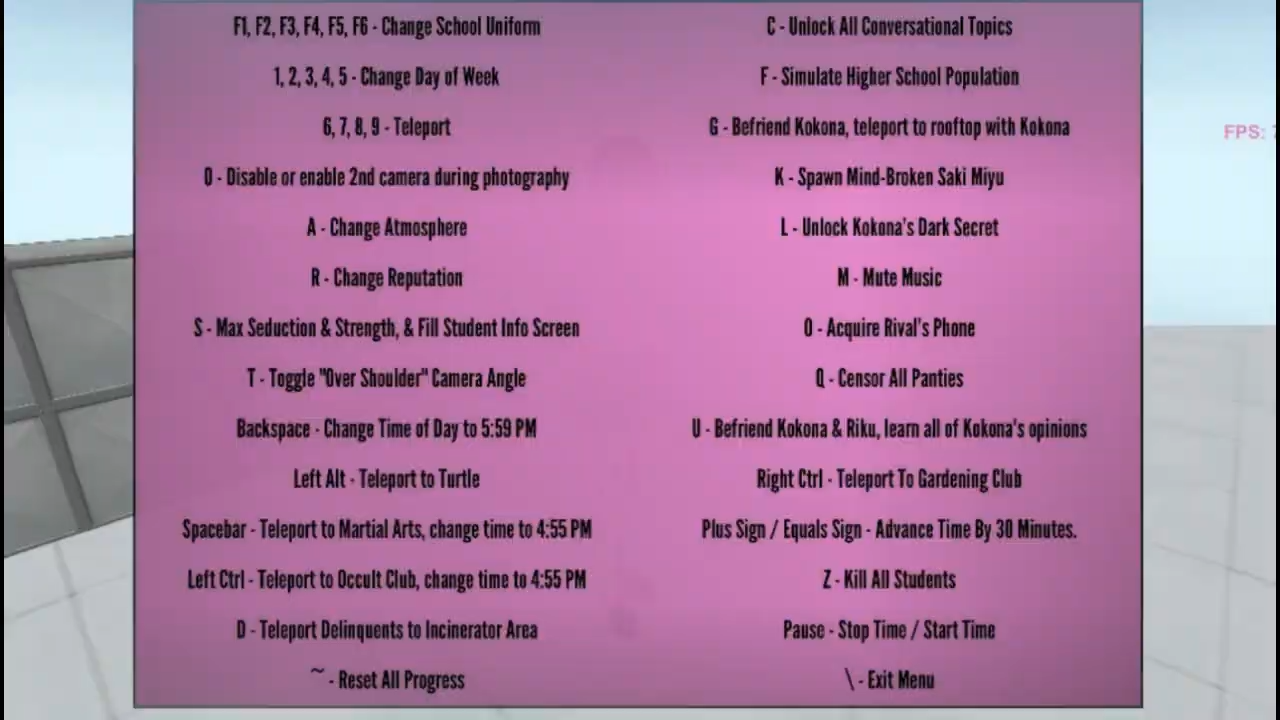 F1, F2, F3, F4, F5, F6 - Change School Uniform
1, 2, 3, 4, 5 - Change Day of Week
6, 7, 8, 9 - Teleport
0 - Disable or enable 2nd camera during photography
A - Change Atmosphere
R - Change Reputation
S - Max Seduction & Strength, & Fill Student Info Screen
T - Toggle "Over Shoulder" Camera Angle
Backspace - Change Time of Day to 5:59 PM
Left Alt - Teleport to Turtle
Spacebar - Teleport to Martial Arts, change time to 4:55 PM
Left Ctrl - Teleport to Occult Club, change time to 4:55 PM
D - Teleport Delinquents to Incinerator Area
~ - Reset All Progress
C - Unlock All Conversational Topics
F - Simulate Higher School Population
G - Befriend Kokona, teleport to rooftop with Kokona
K - Spawn Mind-Broken Saki Miyu
L - Unlock Kokona's Dark Secret
M - Mute Music
O - Acquire Rival's Phone
Q - Censor All Panties
U - Befriend Kokona & Riku, learn all of Kokona's opinions
Right Ctrl - Teleport To Gardening Club
Plus Sign / Equals Sign - Advance Time By 30 Minutes.
Z - Kill All Students
Pause - Stop Time / Start Time
\ - Exit Menu
FPS: